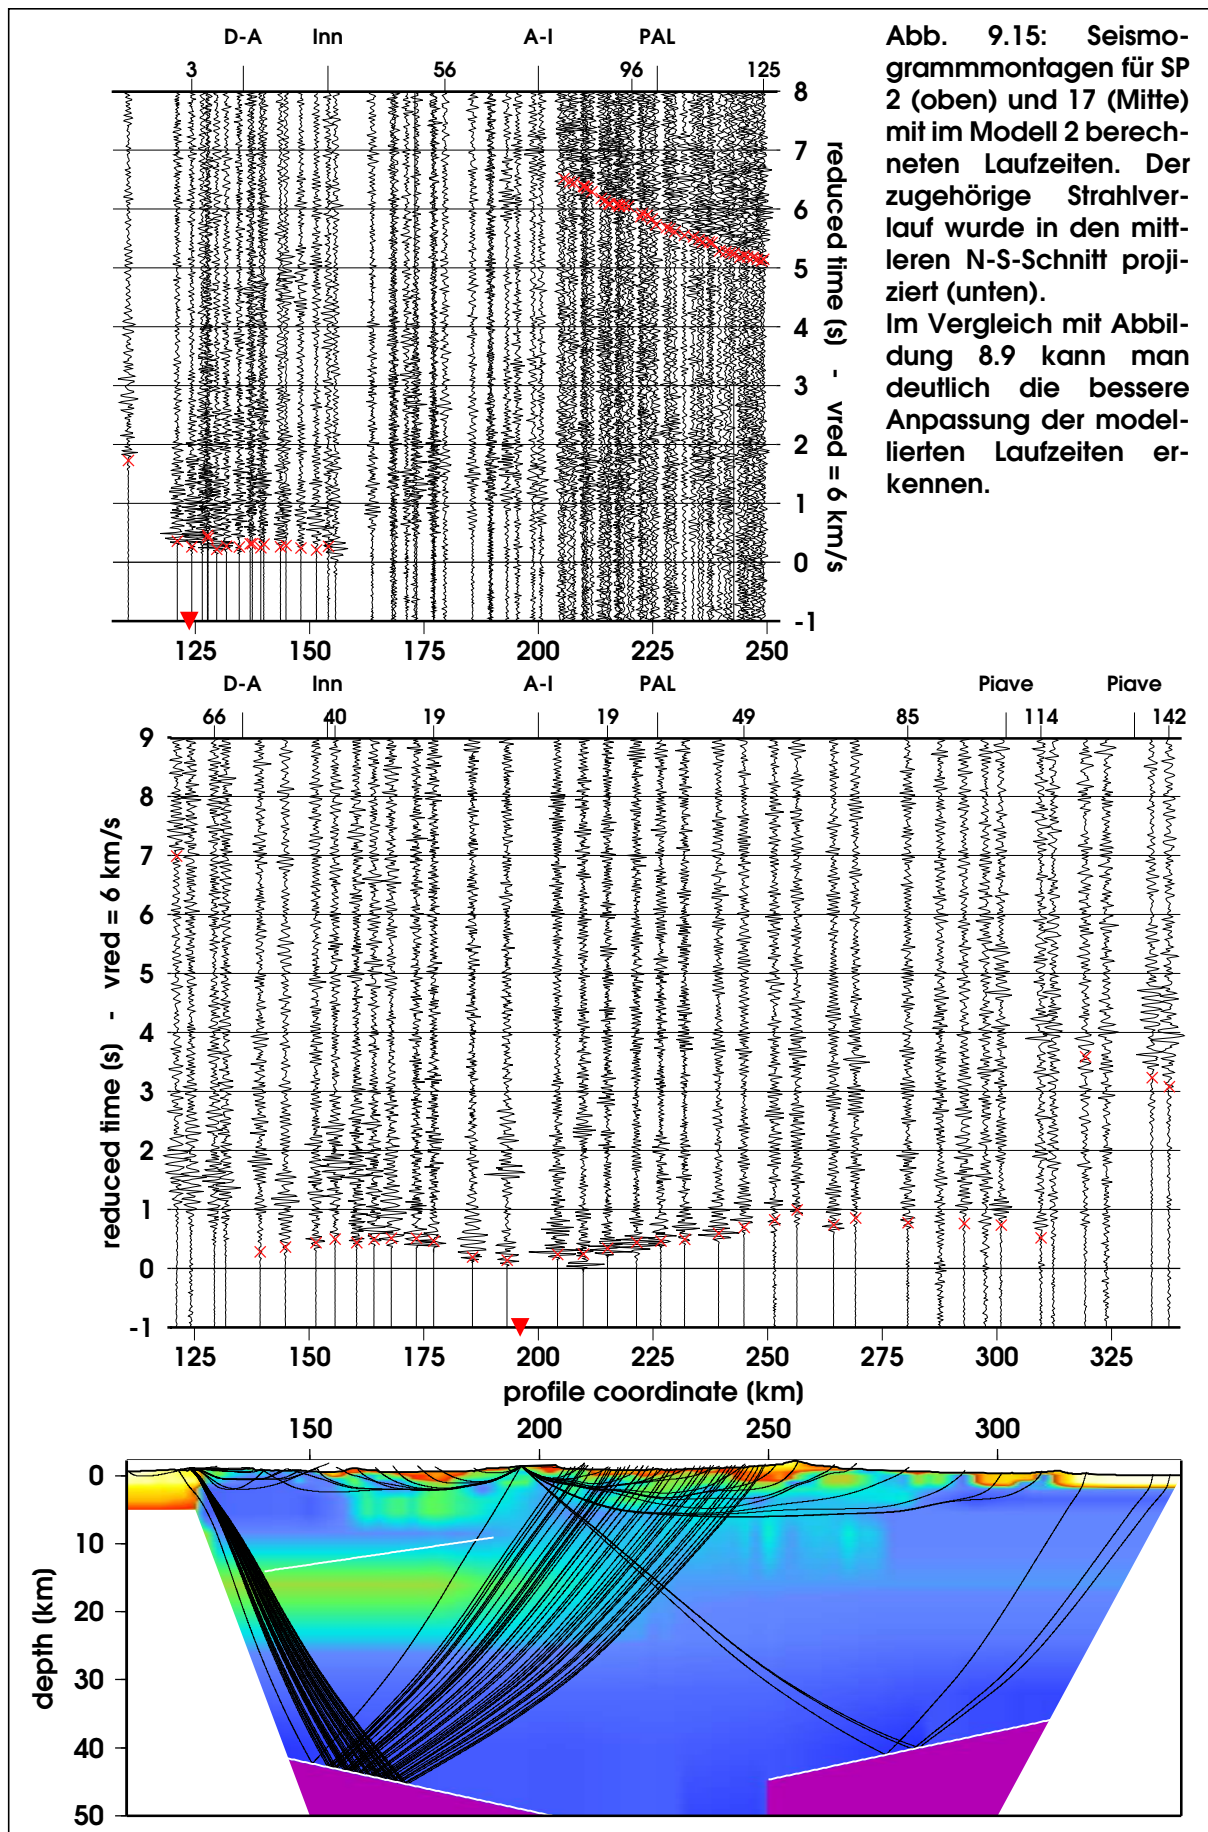 D-A Inn A-I PAL
3 56 96 125
8
7
6
5
4
3
2
1
0
-1
reduced time (s) - vred = 6 km/s
125 150 175 200 225 250
Abb. 9.15: Seismo-
grammmontagen für SP
2 (oben) und 17 (Mitte)
mit im Modell 2 berech-
neten Laufzeiten. Der
zugehörige Strahlver-
lauf wurde in den mitt-
leren N-S-Schnitt proji-
ziert (unten).
Im Vergleich mit Abbil-
dung 8.9 kann man
deutlich die bessere
Anpassung der model-
lierten Laufzeiten er-
kennen.
D-A Inn A-I PAL Piave Piave
66 40 19 19 49 85 114 142
9
8
7
6
5
4
3
2
1
0
-1
reduced time (s) - vred = 6 km/s
125 150 175 200 225 250 275 300 325
profile coordinate (km)
150 200 250 300
0
10
20
30
40
50
depth (km)